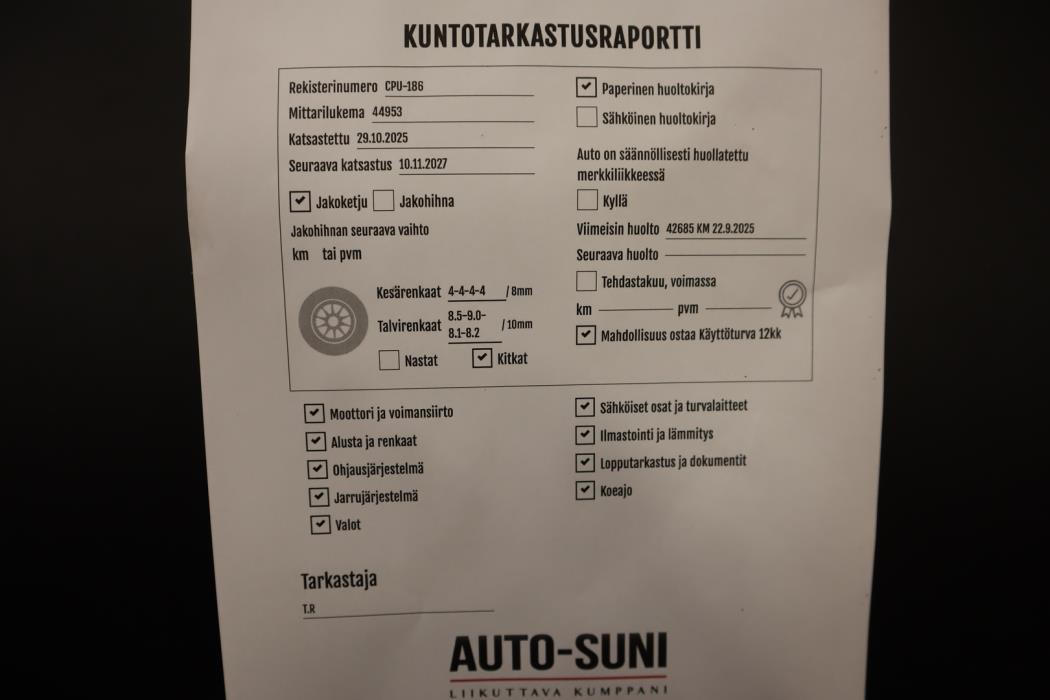 KUNTOTARKASTUSRAPORTTI
Rekisterinumero CPU-186
Mittarilukema 44953
Katsastettu 29.10.2025
Seuraava katsastus 10.11.2027
Jakoketju Jakohihna
Jakohihnan seuraava vaihto
km tai pvm
Kesärenkaat 4-4-4-4 / 8mm
Talvirenkaat 8.5-9.0-8.1-8.2 / 10mm
Nastat Kitkat
Paperinen huoltokirja
Sähköinen huoltokirja
Auto on säännöllisesti huollatettu
merkkiliikkeessä
Kyllä
Viimeisin huolto 42685 KM 22.9.2025
Seuraava huolto
Tehdastakuu, voimassa
km pvm
Mahdollisuus ostaa Käyttöturva 12kk
Moottori ja voimansiirto
Alusta ja renkaat
Ohjausjärjestelmä
Jarrujärjestelmä
Valot
Sähköiset osat ja turvalaitteet
Ilmastointi ja lämmitys
Lopputarkastus ja dokumentit
Koeajo
Tarkastaja
T.R
AUTO-SUNI
LIIKUTTAVA KUMPPANI